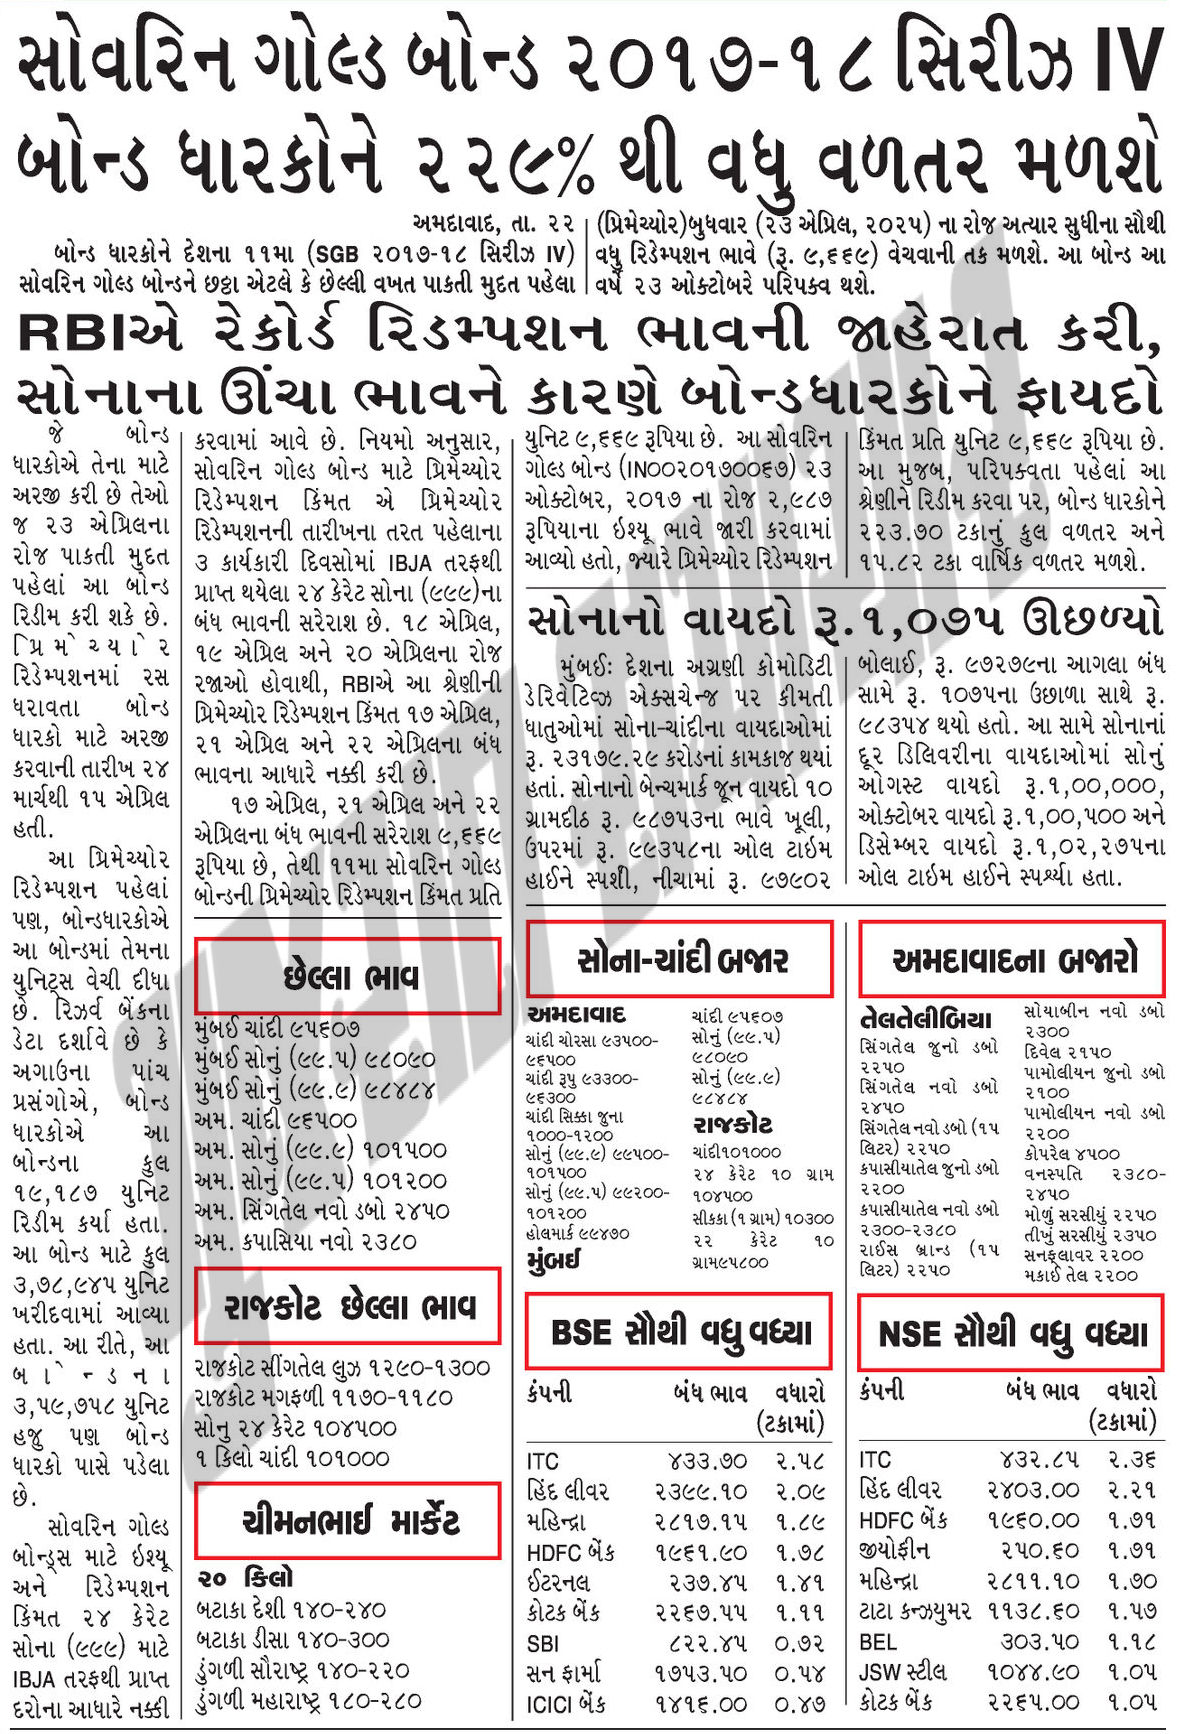 સોવરિન ગોલ્ડ બોન્ડ ૨૦૧૭-૧૮ સિરીઝ IV
બોન્ડ ધારકોને ૨૨૯% થી વધુ વળતર મળશે
અમદાવાદ, તા. ૨૨
બોન્ડ ધારકોને દેશના ૧૧મા (SGB ૨૦૧૭-૧૮ સિરીઝ IV)
સોવરિન ગોલ્ડ બોન્ડને છઠ્ઠા એટલે કે છેલ્લી વખત પાકતી મુદત પહેલા
(પ્રિમેચ્યોર)બુધવાર (૨૩ એપ્રિલ, ૨૦૨૫) ના રોજ અત્યાર સુધીના સૌથી
વધુ રિડેમ્પશન ભાવે (રૂ. ૯,૬૬૯) વેચવાની તક મળશે. આ બોન્ડ આ
વર્ષે ૨૩ ઓક્ટોબરે પરિપક્વ થશે.
RBIએ રેકોર્ડ રિડમ્પશન ભાવની જાહેરાત કરી,
સોનાના ઊંચા ભાવને કારણે બોન્ડધારકોને ફાયદો
જે બોન્ડ
ધારકોએ તેના માટે
અરજી કરી છે તેઓ
જ ૨૩ એપ્રિલના
રોજ પાકતી મુદત
પહેલાં આ બોન્ડ
રિડીમ કરી શકે છે.
પ્રિમેચ્યોર
રિડેમ્પશનમાં રસ
ધરાવતા બોન્ડ
ધારકો માટે અરજી
કરવાની તારીખ ૨૪
માર્ચથી ૧૫ એપ્રિલ
હતી.
આ પ્રિમેચ્યોર
રિડેમ્પશન પહેલાં
પણ, બોન્ડધારકોએ
આ બોન્ડમાં તેમના
યુનિટ્સ વેચી દીધા
છે. રિઝર્વ બેંકના
ડેટા દર્શાવે છે કે
અગાઉના પાંચ
પ્રસંગોએ, બોન્ડ
ધારકોએ આ
બોન્ડના કુલ
૧૯,૧૮૭ યુનિટ
રિડીમ કર્યા હતા.
આ બોન્ડ માટે કુલ
૩,૭૮,૯૪૫ યુનિટ
ખરીદવામાં આવ્યા
હતા. આ રીતે, આ
બોન્ડના
૩,૫૯,૭૫૮ યુનિટ
હજુ પણ બોન્ડ
ધારકો પાસે પડેલા
છે.
સોવરિન ગોલ્ડ
બોન્ડ્સ માટે ઇશ્યૂ
અને રિડેમ્પશન
કિંમત ૨૪ કેરેટ
સોના (૯૯૯) માટે
IBJA તરફથી પ્રાપ્ત
દરોના આધારે નક્કી
કરવામાં આવે છે. નિયમો અનુસાર,
સોવરિન ગોલ્ડ બોન્ડ માટે પ્રિમેચ્યોર
રિડેમ્પશન કિંમત એ પ્રિમેચ્યોર
રિડેમ્પશનની તારીખના તરત પહેલાના
૩ કાર્યકારી દિવસોમાં IBJA તરફથી
પ્રાપ્ત થયેલા ૨૪ કેરેટ સોના (૯૯૯)ના
બંધ ભાવની સરેરાશ છે. ૧૮ એપ્રિલ,
૧૯ એપ્રિલ અને ૨૦ એપ્રિલના રોજ
રજાઓ હોવાથી, RBIએ આ શ્રેણીની
પ્રિમેચ્યોર રિડેમ્પશન કિંમત ૧૭ એપ્રિલ,
૨૧ એપ્રિલ અને ૨૨ એપ્રિલના બંધ
ભાવના આધારે નક્કી કરી છે.
૧૭ એપ્રિલ, ૨૧ એપ્રિલ અને ૨૨
એપ્રિલના બંધ ભાવની સરેરાશ ૯,૬૬૯
રૂપિયા છે, તેથી ૧૧મા સોવરિન ગોલ્ડ
બોન્ડની પ્રિમેચ્યોર રિડેમ્પશન કિંમત પ્રતિ
યુનિટ ૯,૬૬૯ રૂપિયા છે. આ સોવરિન
ગોલ્ડ બોન્ડ (IN૦૦૨૦૧૭૦૦૬૭) ૨૩
ઓક્ટોબર, ૨૦૧૭ ના રોજ ૨,૯૮૭
રૂપિયાના ઇશ્યૂ ભાવે જારી કરવામાં
આવ્યો હતો, જ્યારે પ્રિમેચ્યોર રિડેમ્પશન
કિંમત પ્રતિ યુનિટ ૯,૬૬૯ રૂપિયા છે.
આ મુજબ, પરિપક્વતા પહેલાં આ
શ્રેણીને રિડીમ કરવા પર, બોન્ડ ધારકોને
૨૨૩.૭૦ ટકાનું કુલ વળતર અને
૧૫.૮૨ ટકા વાર્ષિક વળતર મળશે.
સોનાનો વાયદો રૂ.૧,૦૭૫ ઊછળ્યો
મુંબઈઃ દેશના અગ્રણી કોમોડિટી
ડેરિવેટિવ્ઝ એક્સચેન્જ પર કીમતી
ધાતુઓમાં સોના-ચાંદીના વાયદાઓમાં
રૂ. ૨૩૧૭૯.૨૯ કરોડનાં કામકાજ થયાં
હતાં. સોનાનો બેન્ચમાર્ક જૂન વાયદો ૧૦
ગ્રામદીઠ રૂ. ૯૮૭૫૩ના ભાવે ખૂલી,
ઉપરમાં રૂ. ૯૯૩૫૮ના ઓલ ટાઇમ
હાઈને સ્પર્શી, નીચામાં રૂ. ૯૭૯૦૨
બોલાઈ, રૂ. ૯૭૨૭૯ના આગલા બંધ
સામે રૂ. ૧૦૭૫ના ઉછાળા સાથે રૂ.
૯૮૩૫૪ થયો હતો. આ સામે સોનાનાં
દૂર ડિલિવરીના વાયદાઓમાં સોનું
ઓગસ્ટ વાયદો રૂ.૧,૦૦,૦૦૦,
ઓક્ટોબર વાયદો રૂ.૧,૦૦,૫૦૦ અને
ડિસેમ્બર વાયદો રૂ.૧,૦૨,૨૭૫ના
ઓલ ટાઇમ હાઈને સ્પર્શ્યા હતા.
છેલ્લા ભાવ
મુંબઈ ચાંદી ૯૫૬૦૭
મુંબઈ સોનું (૯૯.૫) ૯૮૦૯૦
મુંબઈ સોનું (૯૯.૯) ૯૮૪૮૪
અમ. ચાંદી ૯૬૫૦૦
અમ. સોનું (૯૯.૯) ૧૦૧૫૦૦
અમ. સોનું (૯૯.૫) ૧૦૧૨૦૦
અમ. સિંગતેલ નવો ડબો ૨૪૫૦
અમ. કપાસિયા નવો ૨૩૮૦
રાજકોટ છેલ્લા ભાવ
રાજકોટ સીંગતેલ લુઝ ૧૨૯૦-૧૩૦૦
રાજકોટ મગફળી ૧૧૭૦-૧૧૮૦
સોનુ ૨૪ કેરેટ ૧૦૪૫૦૦
૧ કિલો ચાંદી ૧૦૧૦૦૦
ચીમનભાઈ માર્કેટ
૨૦ કિલો
બટાકા દેશી ૧૪૦-૨૪૦
બટાકા ડીસા ૧૪૦-૩૦૦
ડુંગળી સૌરાષ્ટ્ર ૧૪૦-૨૨૦
ડુંગળી મહારાષ્ટ્ર ૧૮૦-૨૮૦
સોના-ચાંદી બજાર
અમદાવાદ
ચાંદી ચોરસા ૯૩૫૦૦-
૯૬૫૦૦
ચાંદી રૂપુ ૯૩૩૦૦-
૯૬૩૦૦
ચાંદી સિક્કા જુના
૧૦૦૦-૧૨૦૦
સોનું (૯૯.૯) ૯૯૫૦૦-
૧૦૧૫૦૦
સોનું (૯૯.૫) ૯૯૨૦૦-
૧૦૧૨૦૦
હોલમાર્ક ૯૯૪૭૦
મુંબઈ
ચાંદી ૯૫૬૦૭
સોનું (૯૯.૫)
૯૮૦૯૦
સોનું (૯૯.૯)
૯૮૪૮૪
રાજકોટ
ચાંદી૧૦૧૦૦૦
૨૪ કેરેટ ૧૦ ગ્રામ
૧૦૪૫૦૦
સીકકા (૧ ગ્રામ) ૧૦૩૦૦
૨૨ કેરેટ ૧૦
ગ્રામ૯૫૮૦૦
અમદાવાદના બજારો
તેલતેલીબિયા
સિંગતેલ જુનો ડબો
૨૨૫૦
સિંગતેલ નવો ડબો
૨૪૫૦
સિંગતેલ નવો ડબો (૧૫
લિટર) ૨૨૫૦
કપાસીયાતેલ જુનો ડબો
૨૨૦૦
કપાસીયાતેલ નવો ડબો
૨૩૦૦-૨૩૮૦
રાઈસ બ્રાન્ડ (૧૫
લિટર) ૨૨૫૦
સોયાબીન નવો ડબો
૨૩૦૦
દિવેલ ૨૧૫૦
પામોલીયન જુનો ડબો
૨૧૦૦
પામોલીયન નવો ડબો
૨૨૦૦
કોપરેલ ૪૫૦૦
વનસ્પતિ ૨૩૮૦-
૨૪૫૦
મોળું સરસીયું ૨૨૫૦
તીખું સરસીયું ૨૩૫૦
સનફલાવર ૨૨૦૦
મકાઈ તેલ ૨૨૦૦
BSE સૌથી વધુ વધ્યા
કંપની બંધ ભાવ વધારો
(ટકામાં)
ITC ૪૩૩.૭૦ ૨.૫૮
હિંદ લીવર ૨૩૯૯.૧૦ ૨.૦૯
મહિન્દ્રા ૨૮૧૭.૧૫ ૧.૮૯
HDFC બેંક ૧૯૬૧.૯૦ ૧.૭૮
ઈટરનલ ૨૩૭.૪૫ ૧.૪૧
કોટક બેંક ૨૨૬૭.૫૫ ૧.૧૧
SBI ૮૨૨.૪૫ ૦.૭૨
સન ફાર્મા ૧૭૫૩.૫૦ ૦.૫૪
ICICI બેંક ૧૪૧૬.૦૦ ૦.૪૭
NSE સૌથી વધુ વધ્યા
કંપની બંધ ભાવ વધારો
(ટકામાં)
ITC ૪૩૨.૮૫ ૨.૩૬
હિંદ લીવર ૨૪૦૩.૦૦ ૨.૨૧
HDFC બેંક ૧૯૬૦.૦૦ ૧.૭૧
જીયોફીન ૨૫૦.૬૦ ૧.૭૧
મહિન્દ્રા ૨૮૧૧.૧૦ ૧.૭૦
ટાટા કન્ઝયુમર ૧૧૩૮.૬૦ ૧.૫૭
BEL ૩૦૩.૫૦ ૧.૧૮
JSW સ્ટીલ ૧૦૪૪.૯૦ ૧.૦૫
કોટક બેંક ૨૨૬૫.૦૦ ૧.૦૫